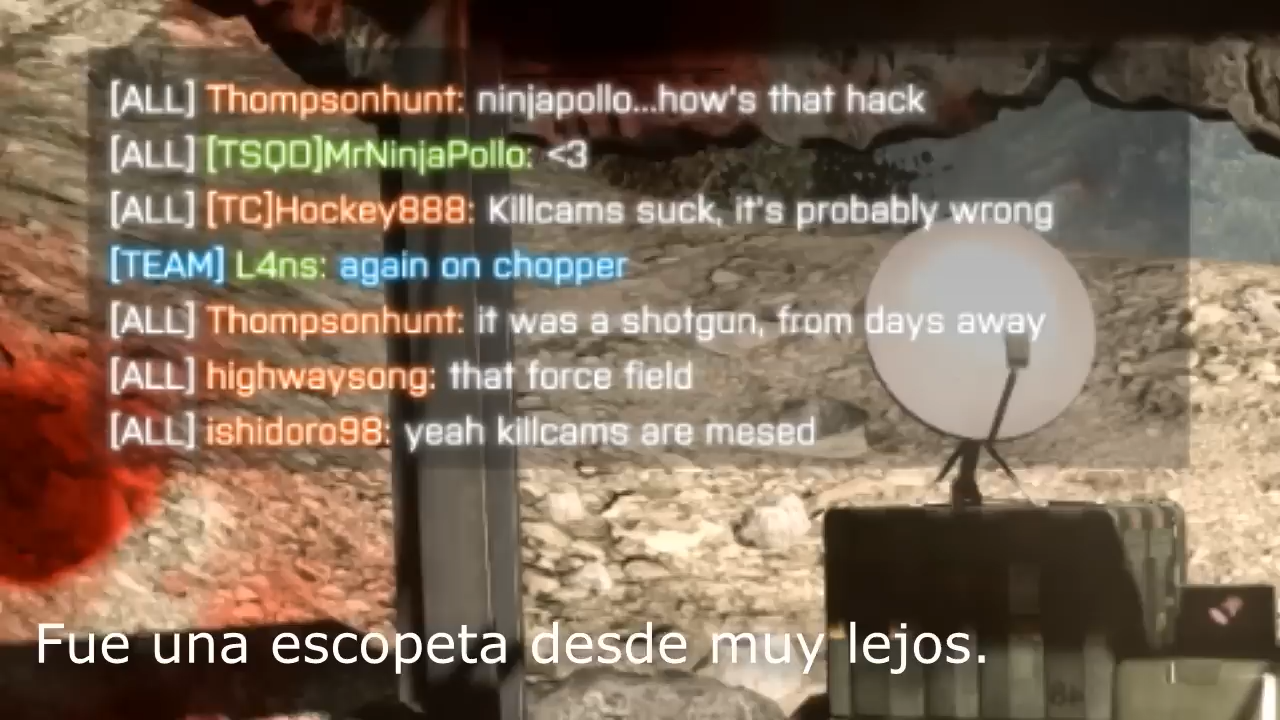 [ALL] Thompsonhunt: ninjapollo...how's that hack
[ALL] [TSQD]MrNinjaPollo: <3
[ALL] [TC]Hockey888: Killcams suck, it's probably wrong
[TEAM] L4ns: again on chopper
[ALL] Thompsonhunt: it was a shotgun, from days away
[ALL] highwaysong: that force field
[ALL] ishidoro98: yeah killcams are mesed
Fue una escopeta desde muy lejos.